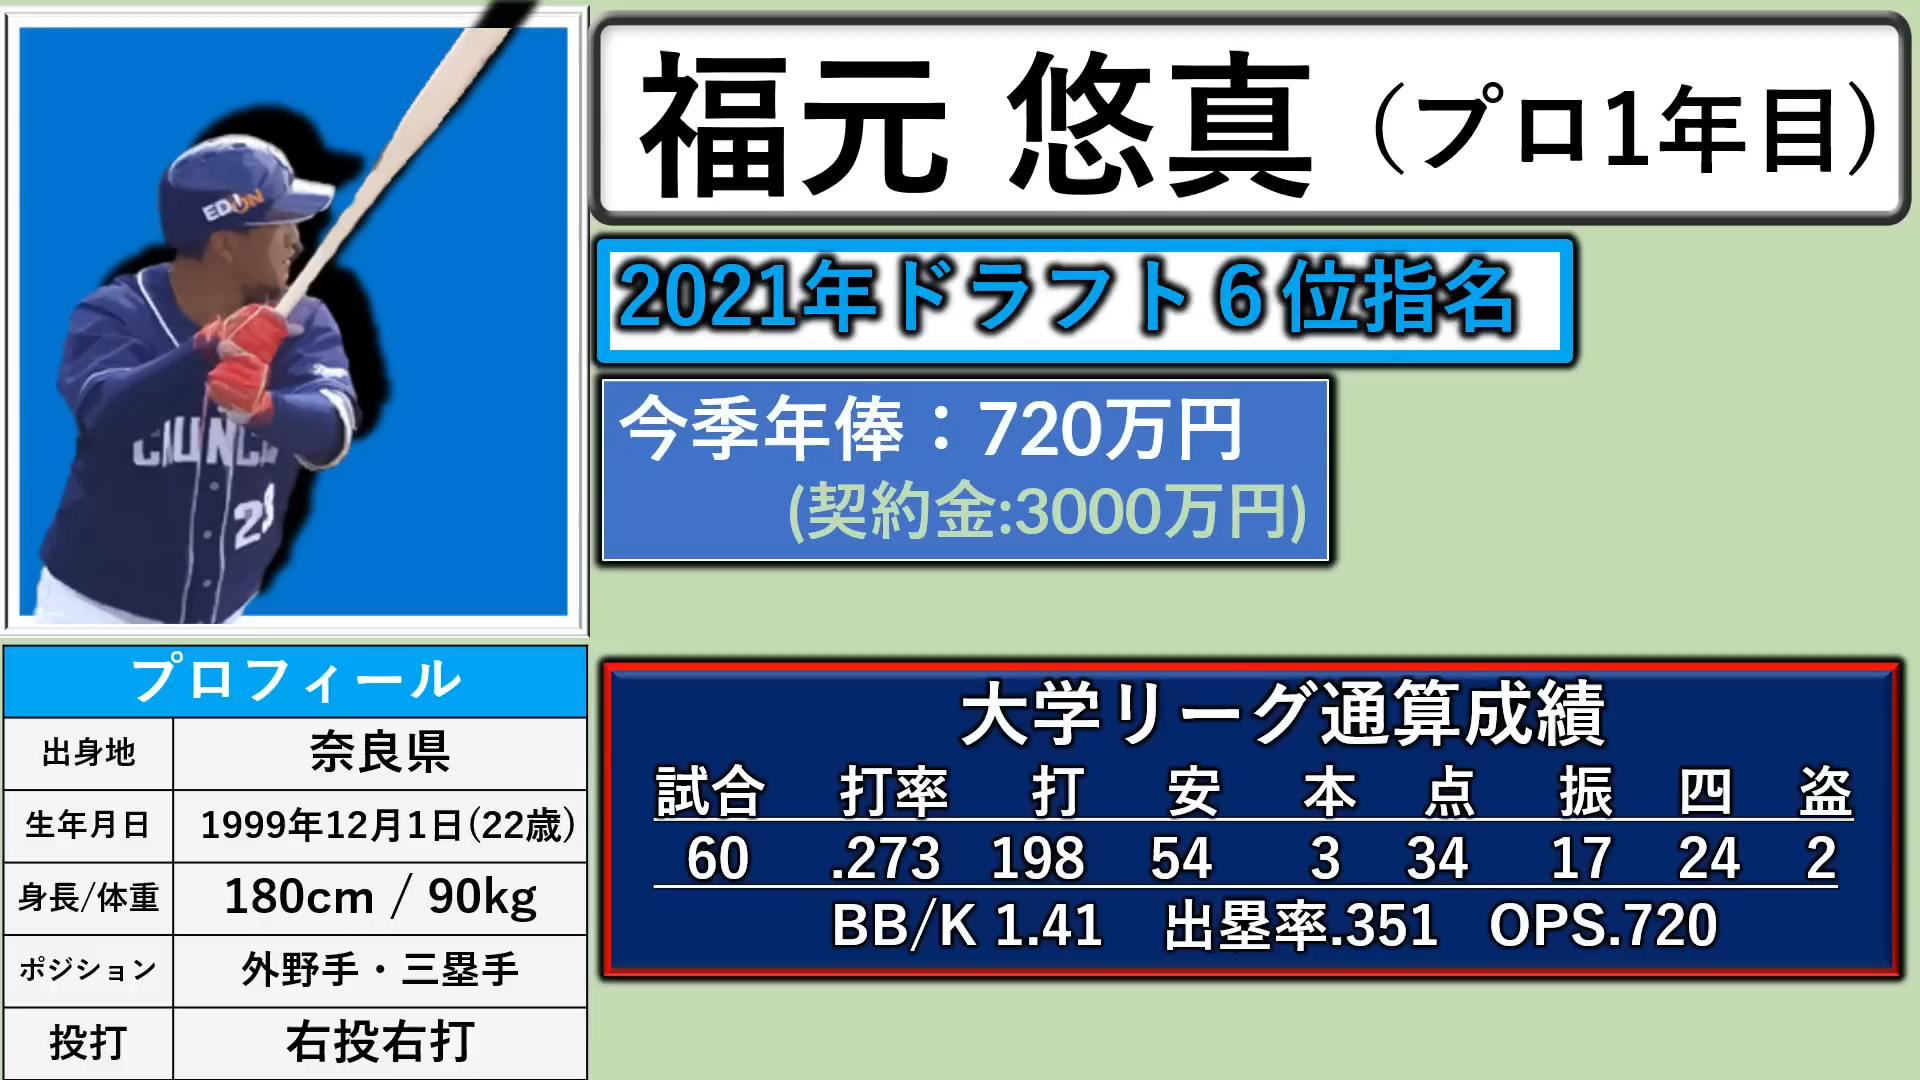 福元 悠真（プロ1年目）
2021年ドラフト６位指名
今季年俸：720万円
(契約金:3000万円)
EDION
CHUNICHI
プロフィール
出身地 奈良県
生年月日 1999年12月1日(22歳)
身長/体重 180cm / 90kg
ポジション 外野手・三塁手
投打 右投右打
大学リーグ通算成績
試合 打率 打 安 本 点 振 四 盗
60 .273 198 54 3 34 17 24 2
BB/K 1.41 出塁率.351 OPS.720